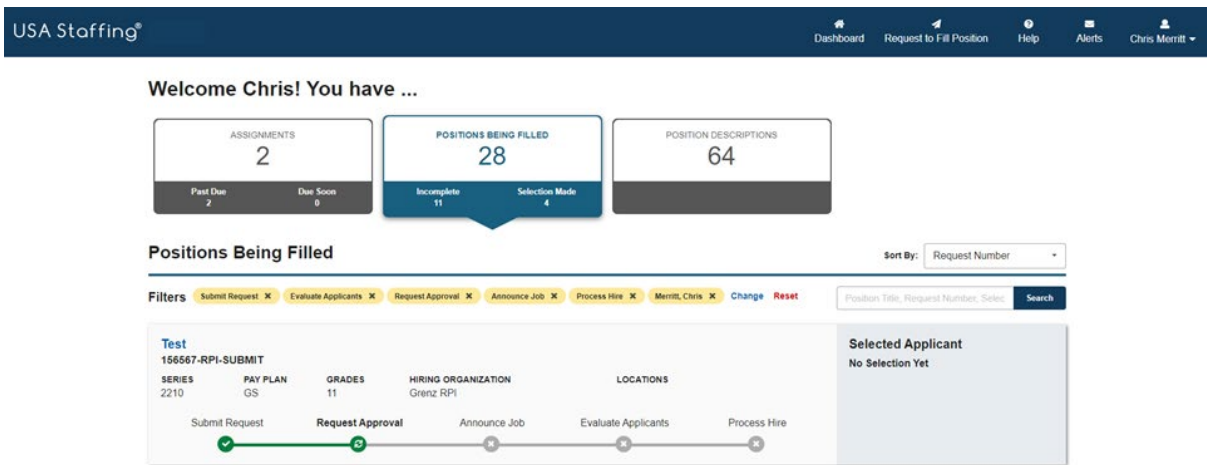 USA Staffing®
Dashboard Request to Fill Position Help Alerts Chris Merritt
Welcome Chris! You have ...
ASSIGNMENTS
2
Past Due Due Soon
2 0
POSITIONS BEING FILLED
28
Incomplete Selection Made
11 4
POSITION DESCRIPTIONS
64
Positions Being Filled
Sort By: Request Number
Filters Submit Request Evaluate Applicants Request Approval Announce Job Process Hire Merritt, Chris Change Reset
Position Title, Request Number, Selec Search
Test
156567-RPI-SUBMIT
SERIES PAY PLAN GRADES HIRING ORGANIZATION LOCATIONS
2210 GS 11 Grenz RPI
Submit Request Request Approval Announce Job Evaluate Applicants Process Hire
Selected Applicant
No Selection Yet